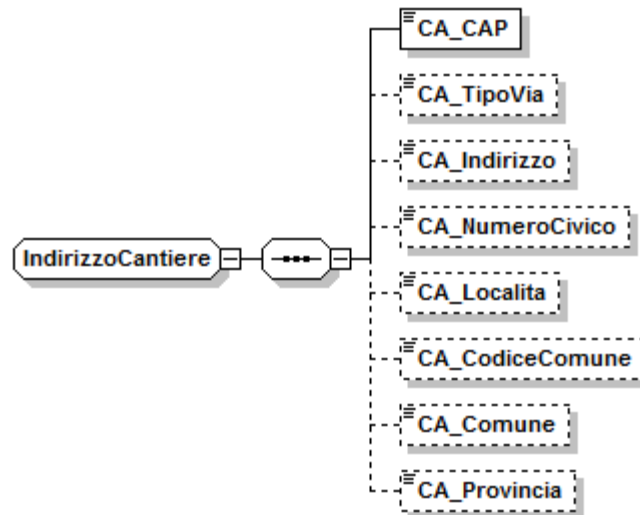 CA_CAP
CA_TipoVia
CA_Indirizzo
CA_NumeroCivico
IndirizzoCantiere
CA_Localita
CA_CodiceComune
CA_Comune
CA_Provincia